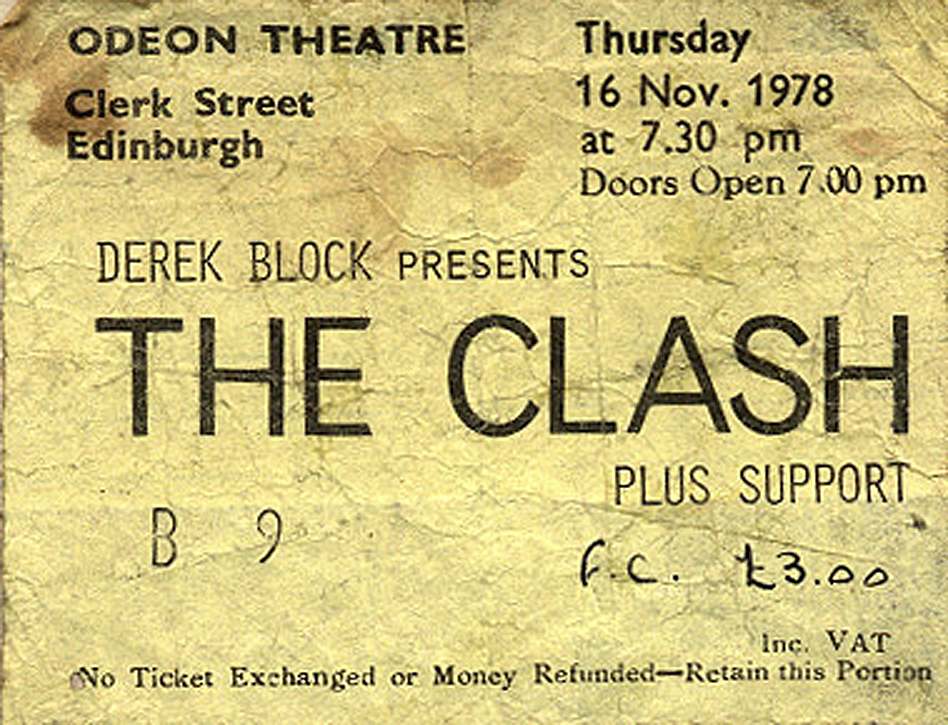 ODEON THEATRE
Clerk Street
Edinburgh
Thursday
16 Nov. 1978
at 7.30 pm
Doors Open 7.00 pm
DEREK BLOCK PRESENTS
THE CLASH
PLUS SUPPORT
B 9
F.C. £3.00
Inc. VAT
No Ticket Exchanged or Money Refunded—Retain this Portion